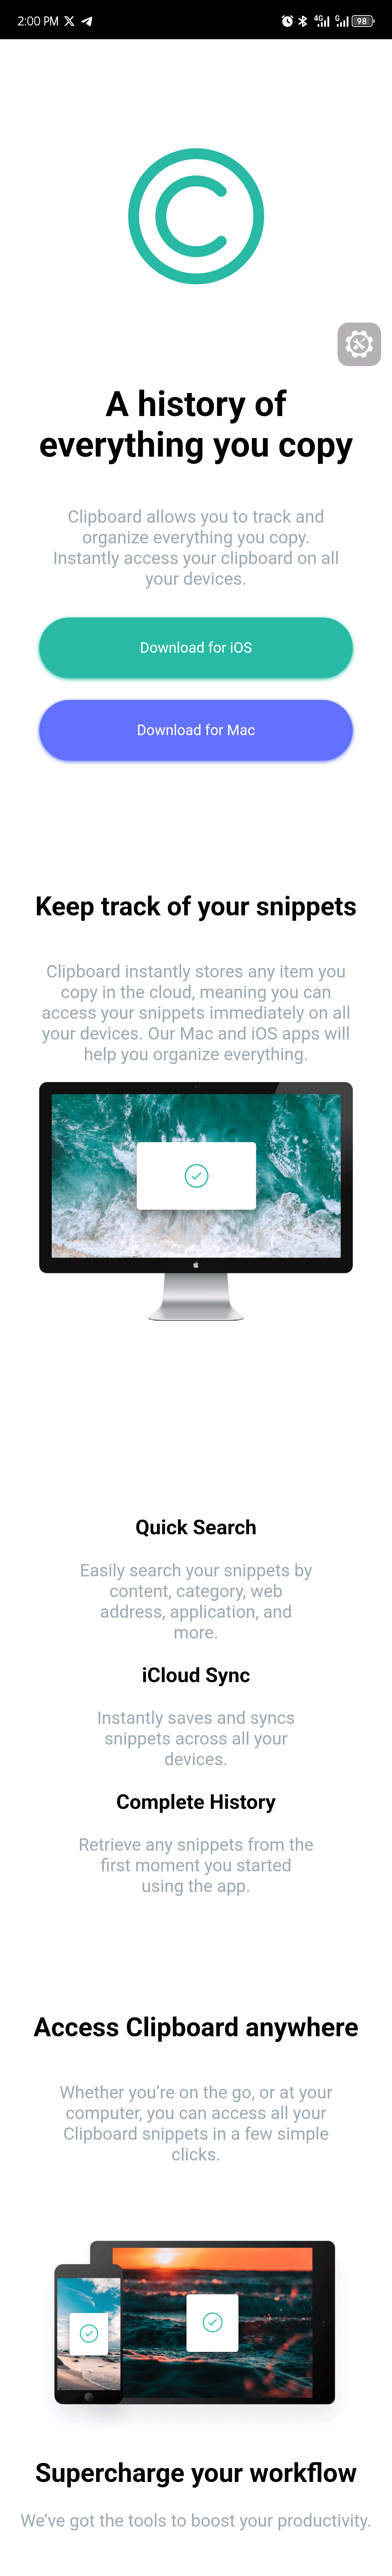 2:00 PM
4G
G
98
A history of
everything you copy
Clipboard allows you to track and
organize everything you copy.
Instantly access your clipboard on all
your devices.
Download for iOS
Download for Mac
Keep track of your snippets
Clipboard instantly stores any item you
copy in the cloud, meaning you can
access your snippets immediately on all
your devices. Our Mac and iOS apps will
help you organize everything.
Quick Search
Easily search your snippets by
content, category, web
address, application, and
more.
iCloud Sync
Instantly saves and syncs
snippets across all your
devices.
Complete History
Retrieve any snippets from the
first moment you started
using the app.
Access Clipboard anywhere
Whether you’re on the go, or at your
computer, you can access all your
Clipboard snippets in a few simple
clicks.
Supercharge your workflow
We’ve got the tools to boost your productivity.